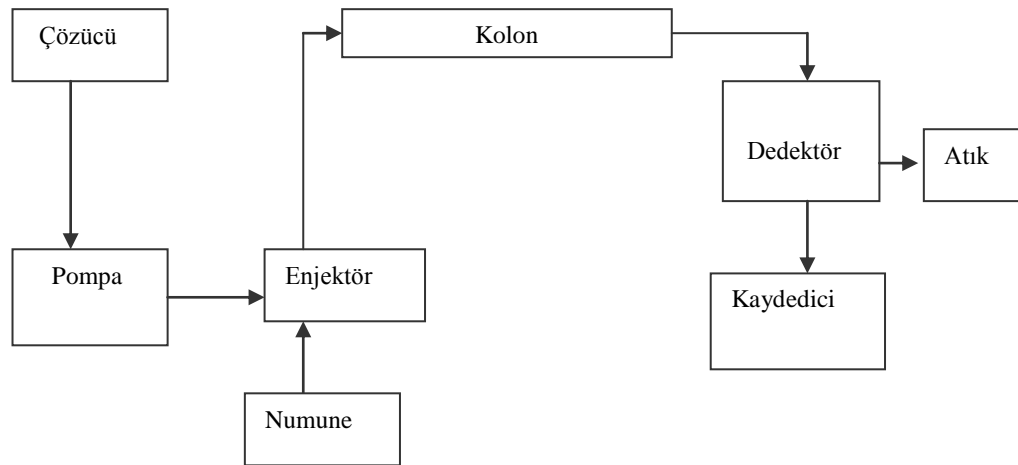 Çözücü
Kolon
Dedektör
Atık
Pompa
Enjektör
Kaydedici
Numune